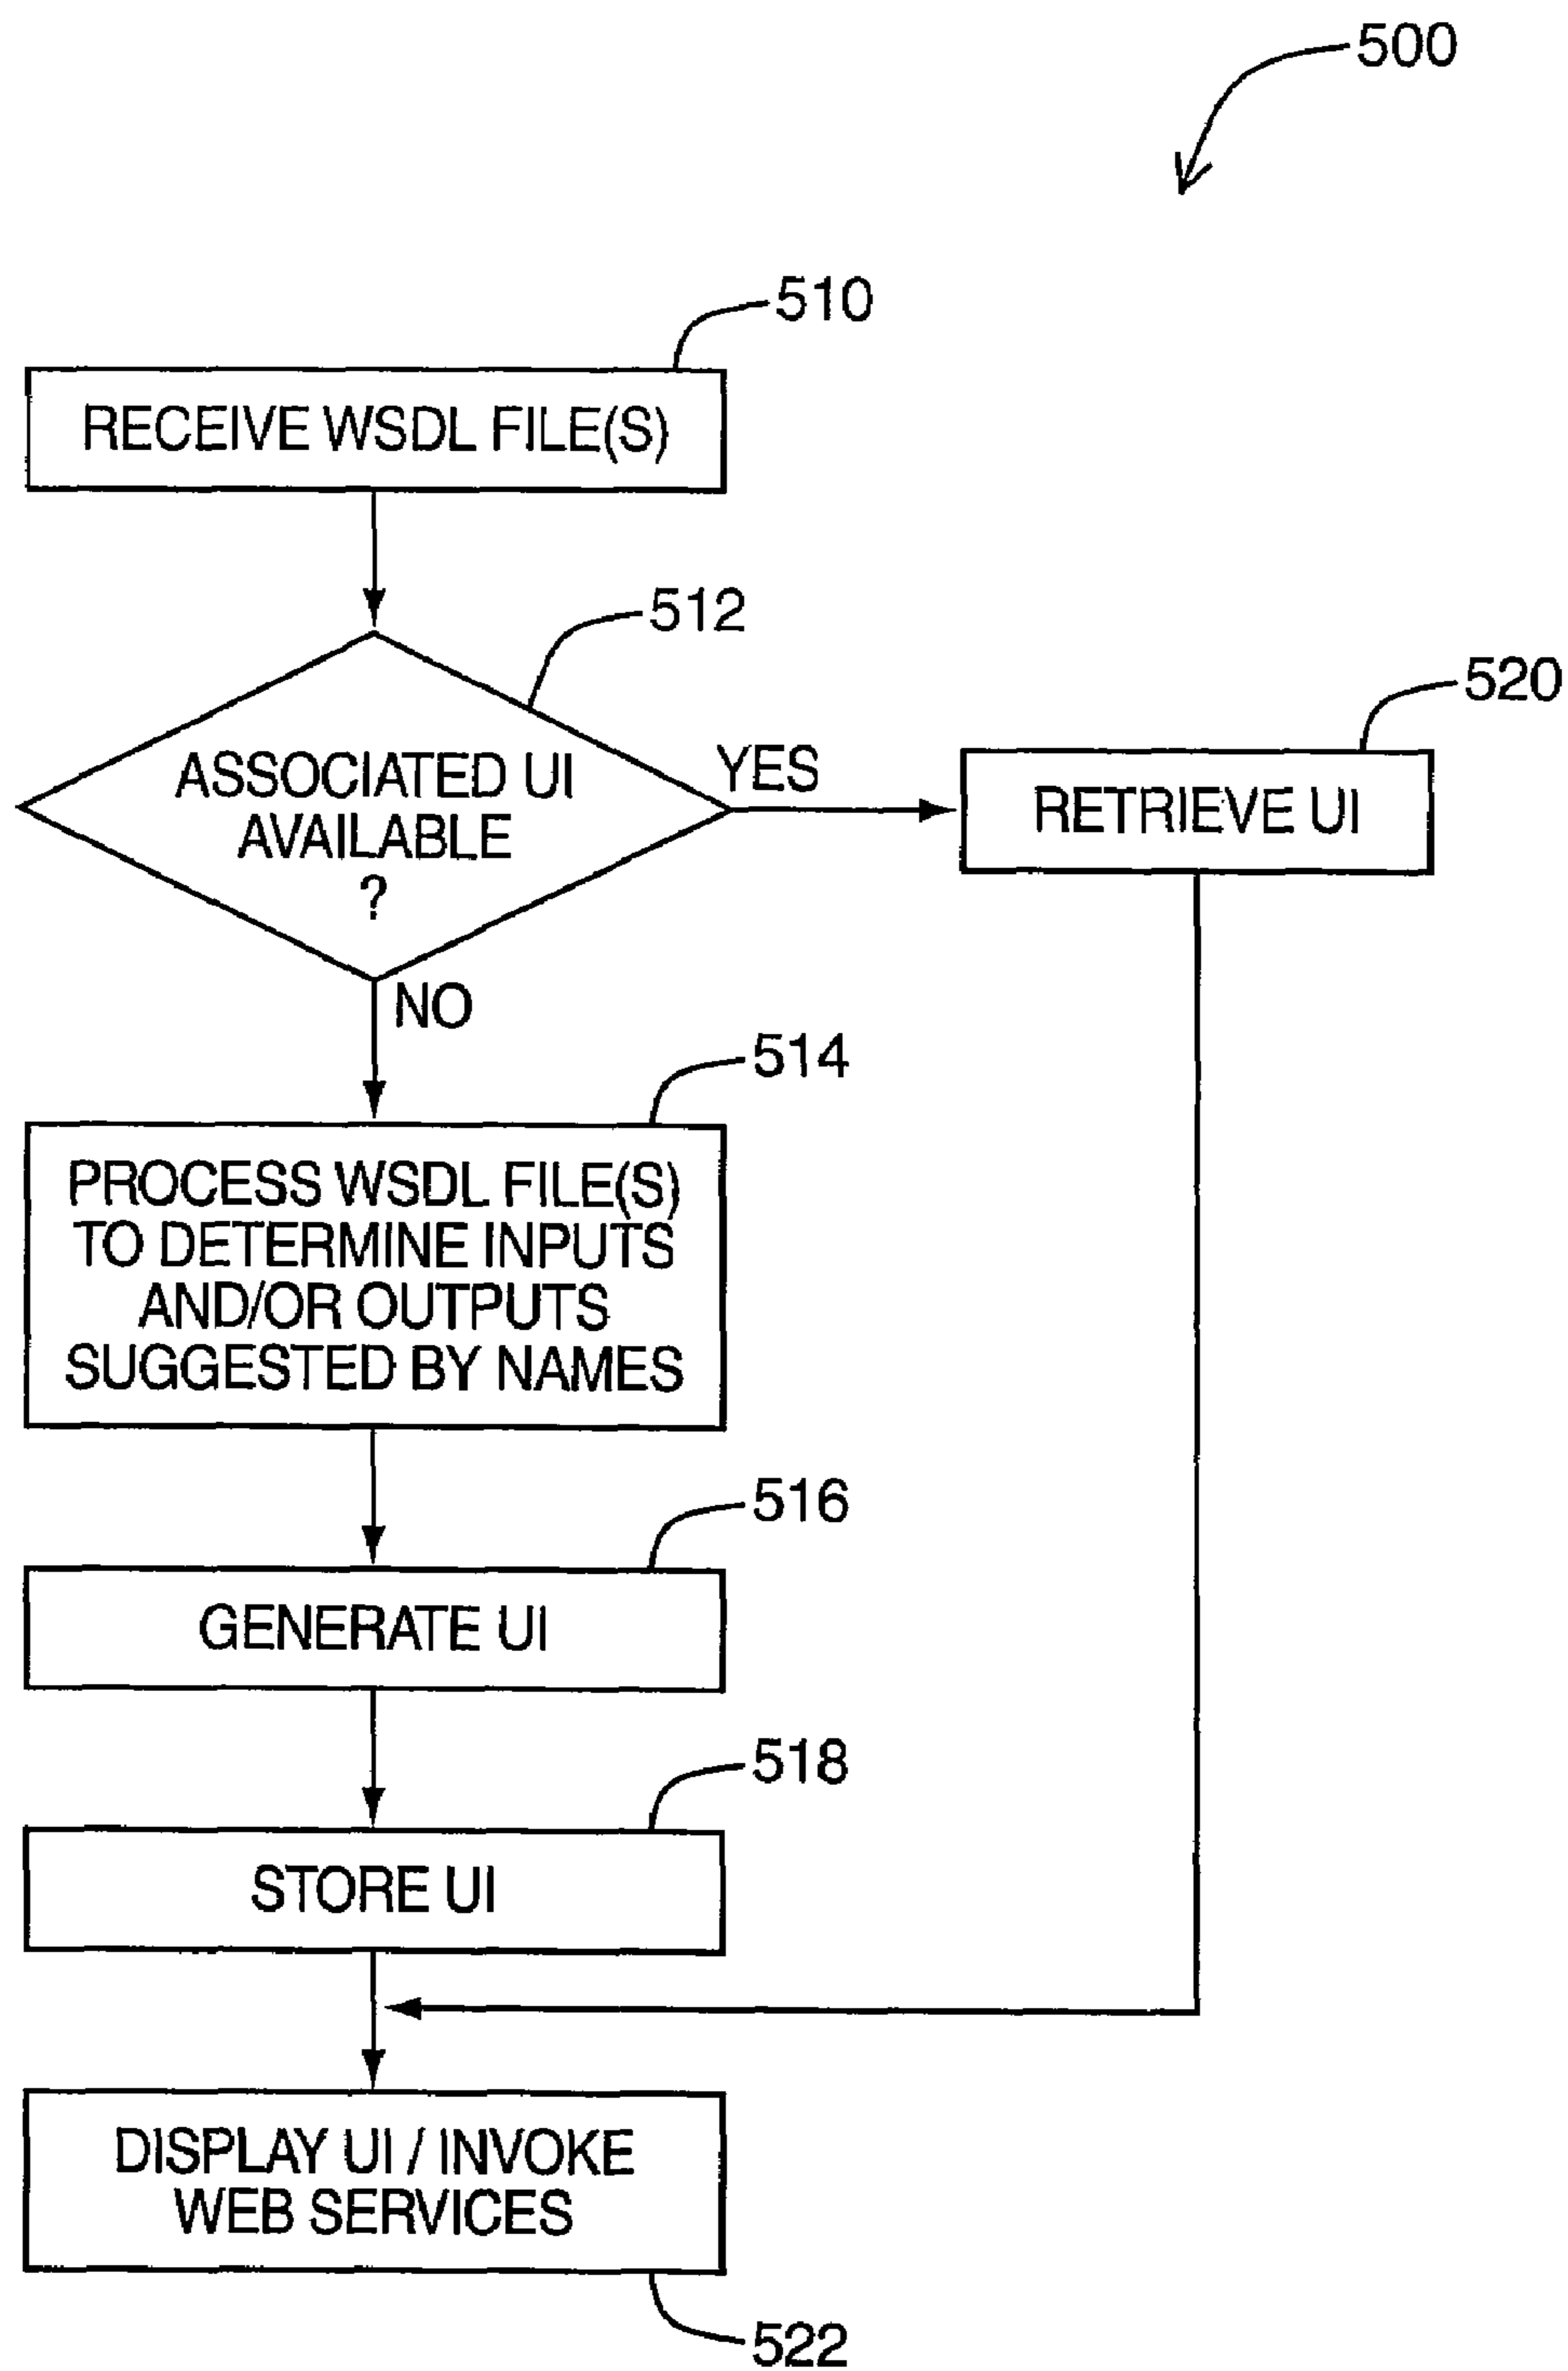 500
510
RECEIVE WSDL FILE(S)
512
ASSOCIATED UI
AVAILABLE
?
YES
520
RETRIEVE UI
NO
514
PROCESS WSDL FILE(S)
TO DETERMINE INPUTS
AND/OR OUTPUTS
SUGGESTED BY NAMES
516
GENERATE UI
518
STORE UI
DISPLAY UI / INVOKE
WEB SERVICES
522